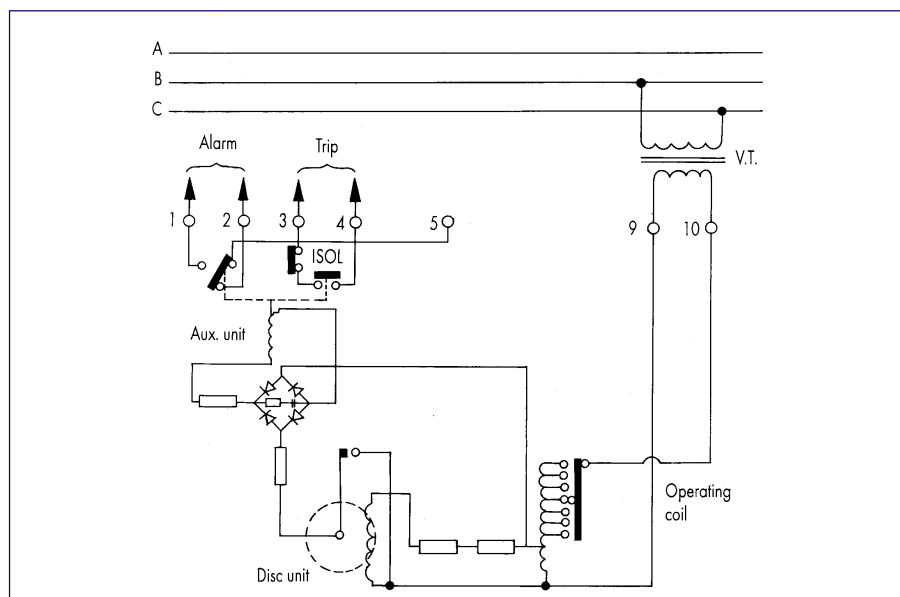 A
B
C
Alarm
Trip
V.T.
1
2
3
4
5
9
10
ISOL
Aux. unit
Operating
coil
Disc unit